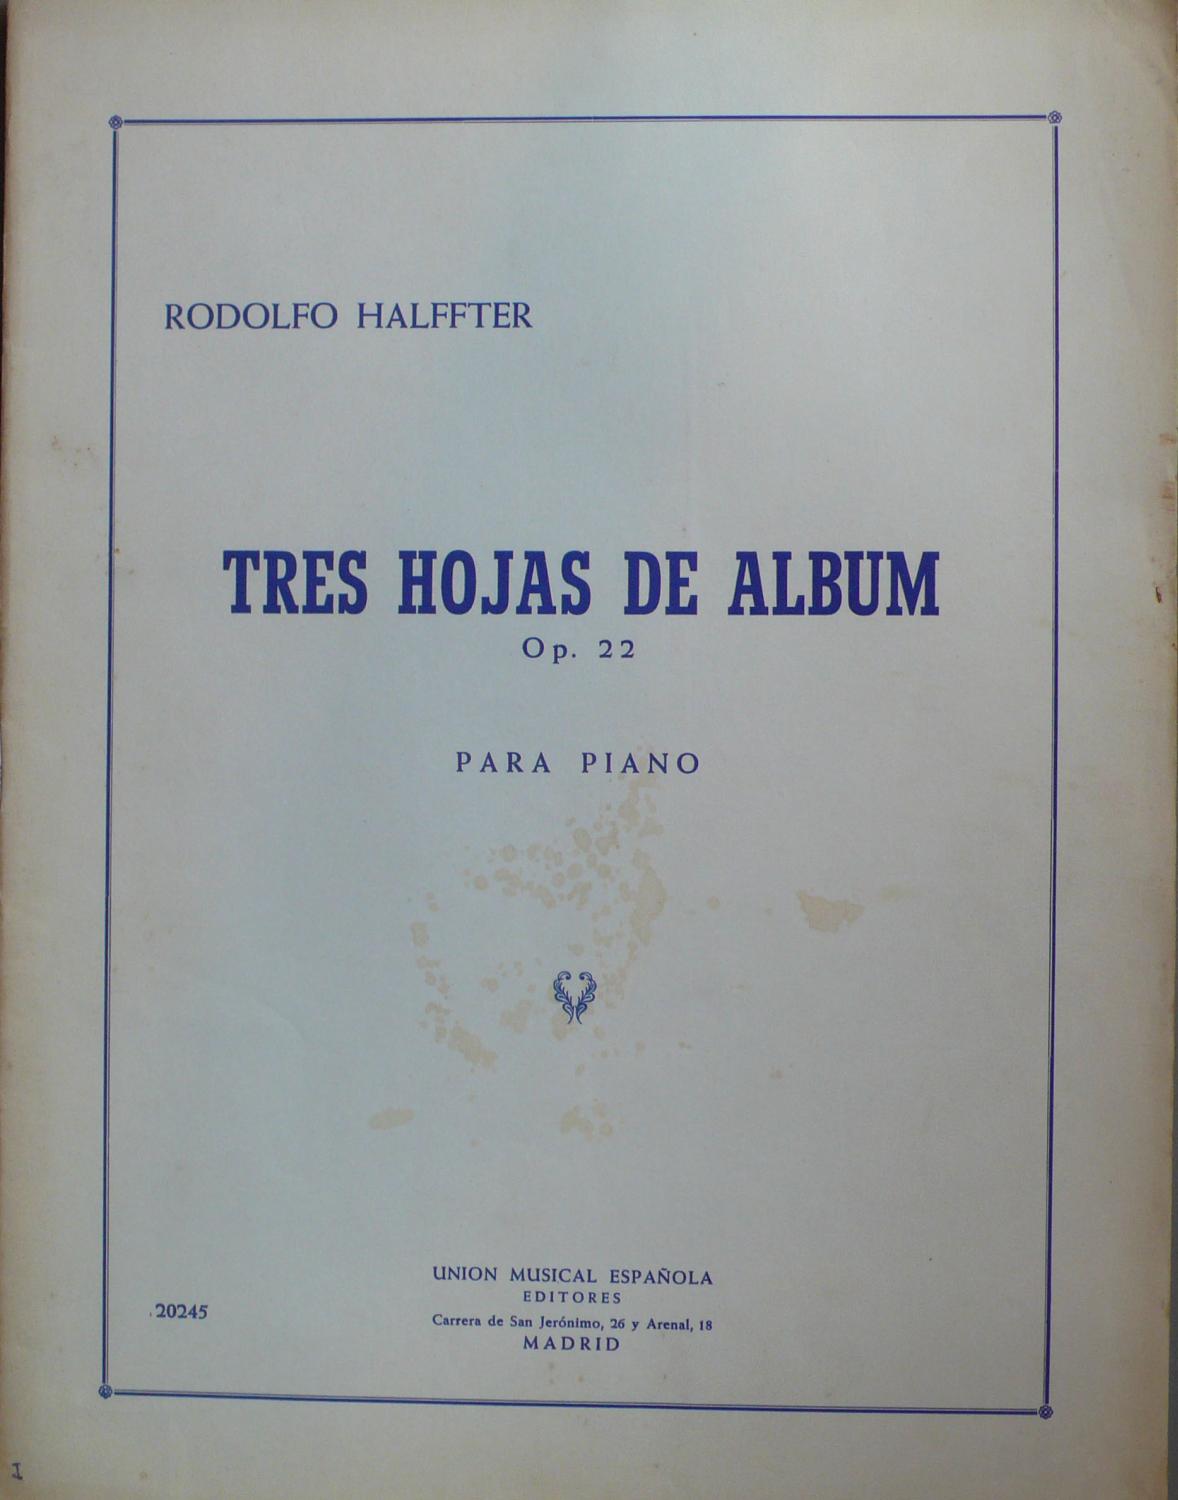 RODOLFO HALFFTER
TRES HOJAS DE ALBUM
Op. 22
PARA PIANO
UNION MUSICAL ESPAÑOLA
EDITORES
20245
Carrera de San Jerónimo, 26 y Arenal, 18
MADRID
I